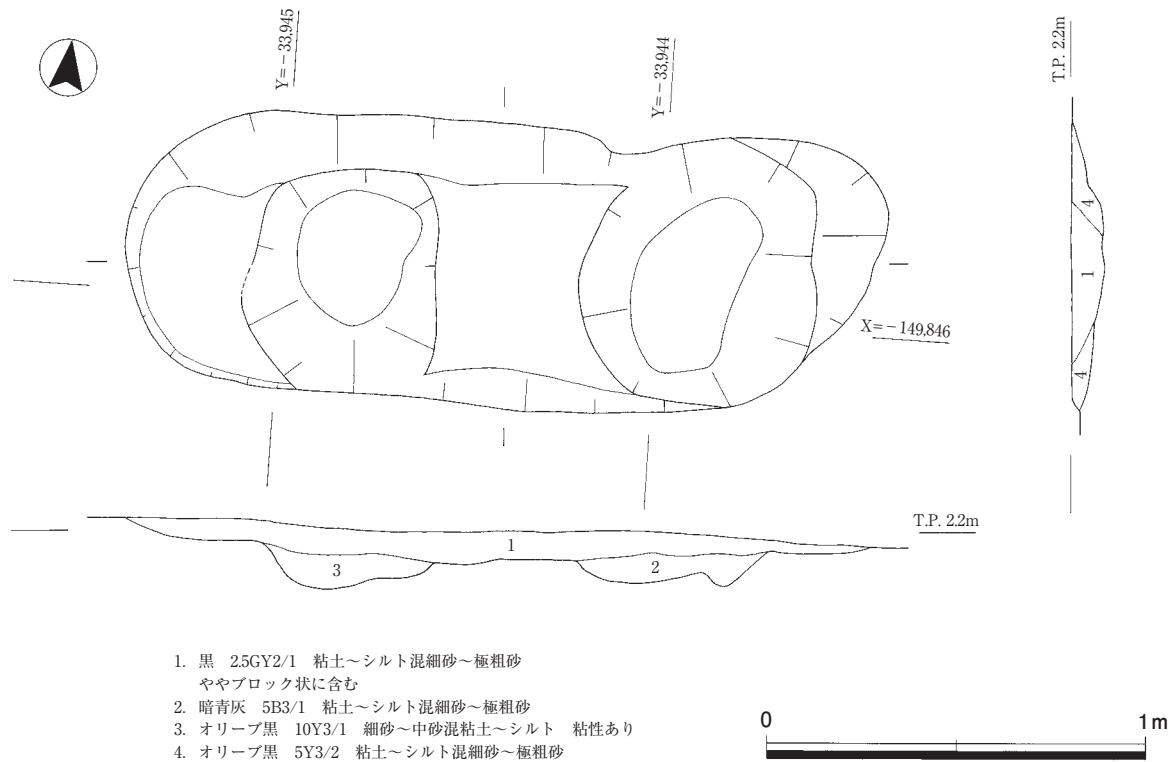 Y=－33,945
Y=－33,944
T.P. 2.2m
4
1
4
X=－149,846
T.P. 2.2m
1
3
2
1. 黒　2.5GY2/1　粘土～シルト混細砂～極粗砂
ややブロック状に含む
2. 暗青灰　5B3/1　粘土～シルト混細砂～極粗砂
3. オリーブ黒　10Y3/1　細砂～中砂混粘土～シルト　粘性あり
4. オリーブ黒　5Y3/2　粘土～シルト混細砂～極粗砂
0
1m